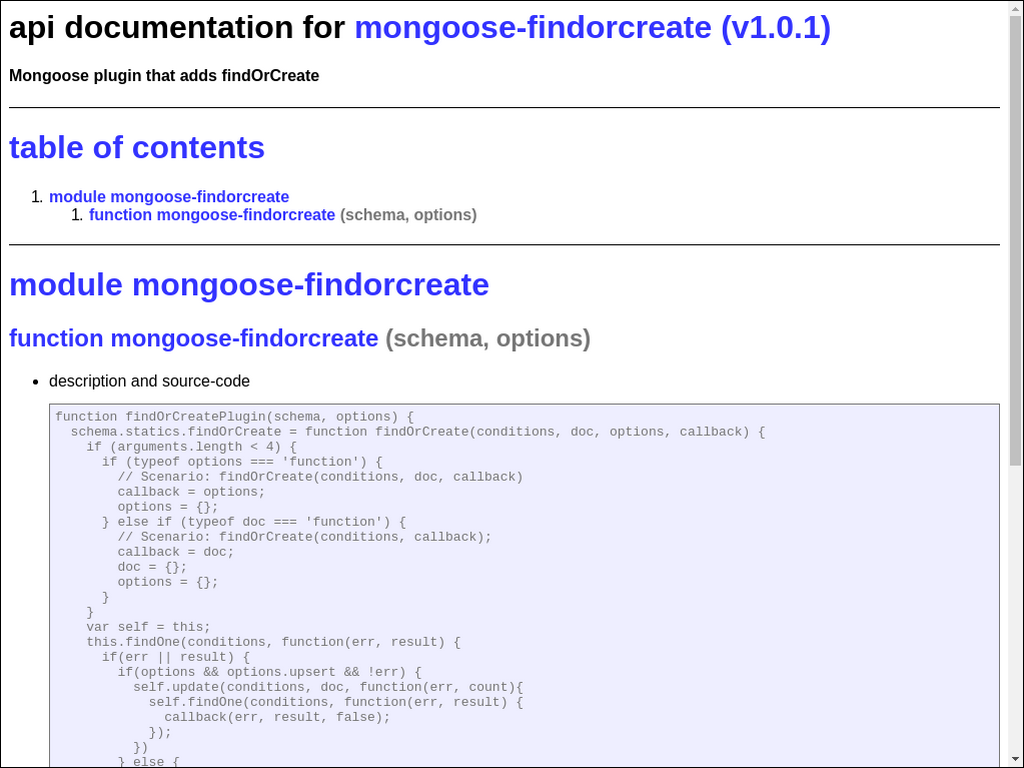 api documentation for mongoose-findorcreate (v1.0.1)
Mongoose plugin that adds findOrCreate
table of contents
1. module mongoose-findorcreate
1. function mongoose-findorcreate (schema, options)
module mongoose-findorcreate
function mongoose-findorcreate (schema, options)
• description and source-code
function findOrCreatePlugin(schema, options) {
  schema.statics.findOrCreate = function findOrCreate(conditions, doc, options, callback) {
    if (arguments.length < 4) {
      if (typeof options === 'function') {
        // Scenario: findOrCreate(conditions, doc, callback)
        callback = options;
        options = {};
      } else if (typeof doc === 'function') {
        // Scenario: findOrCreate(conditions, callback);
        callback = doc;
        doc = {};
        options = {};
      }
    }
    var self = this;
    this.findOne(conditions, function(err, result) {
      if(err || result) {
        if(options && options.upsert && !err) {
          self.update(conditions, doc, function(err, count){
            self.findOne(conditions, function(err, result) {
              callback(err, result, false);
            });
          })
        } else {